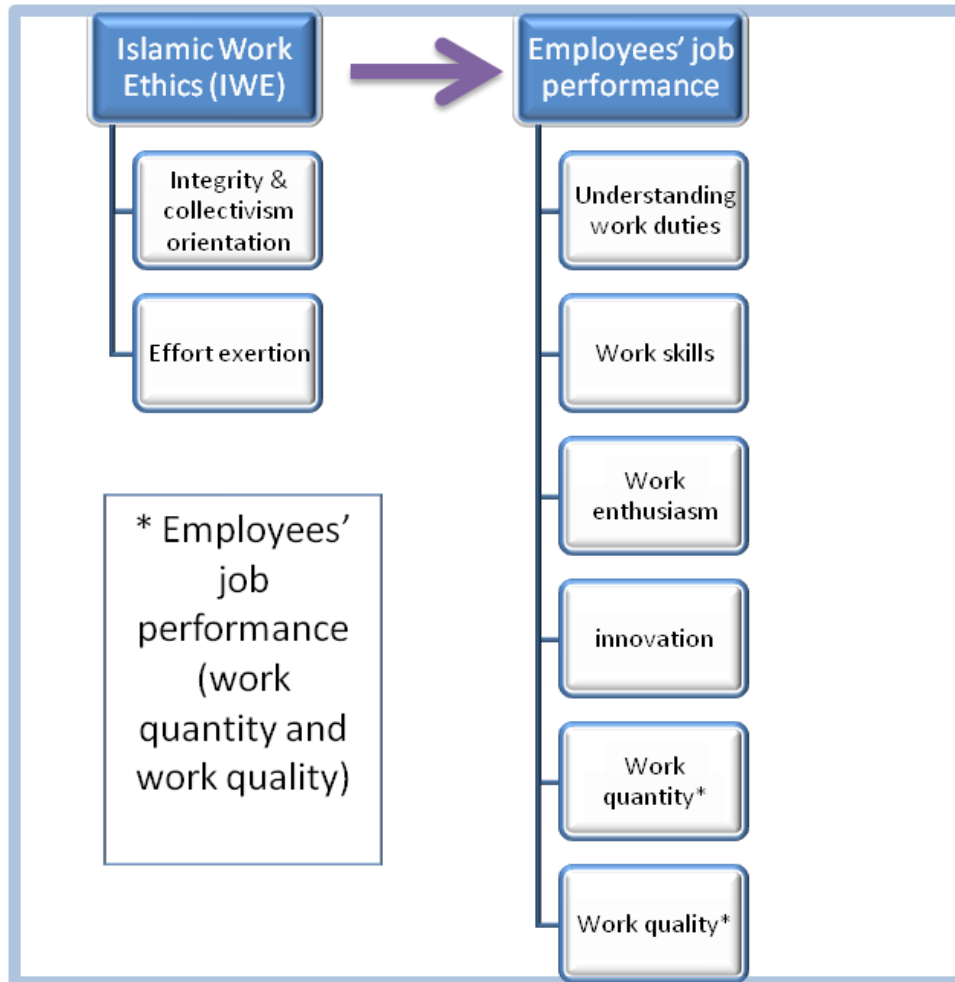 Islamic Work
Ethics (IWE)
Integrity &
collectivism
orientation
Effort exertion
* Employees’
job
performance
(work
quantity and
work quality)
Employees’ job
performance
Understanding
work duties
Work skills
Work
enthusiasm
innovation
Work
quantity*
Work quality*